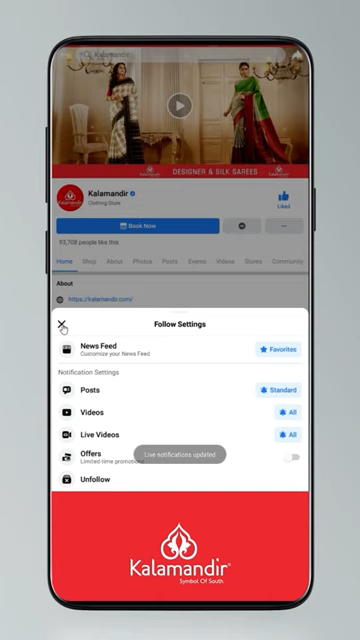 Kalamandir
DESIGNER & SILK SAREES
Kalamandir
Clothing Store
Liked
Book Now
93,708 people like this
Home Shop About Photos Posts Events Videos Stores Community
About
https://kalamandir.com/
Follow Settings
News Feed
Customize your News Feed
Favorites
Notification Settings
Posts
Standard
Videos
All
Live Videos
All
Offers
Limited-time promotions
Live notifications updated
Unfollow
Kalamandir
Symbol Of South